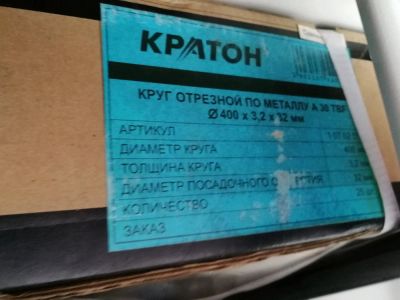 КРАТОН
КРУГ ОТРЕЗНОЙ ПО МЕТАЛЛУ А 30 TBF
Ø 400 х 3,2 х 32 мм
АРТИКУЛ
ДИАМЕТР КРУГА
ТОЛЩИНА КРУГА
ДИАМЕТР ПОСАДОЧНОГО
КОЛИЧЕСТВО
ЗАКАЗ